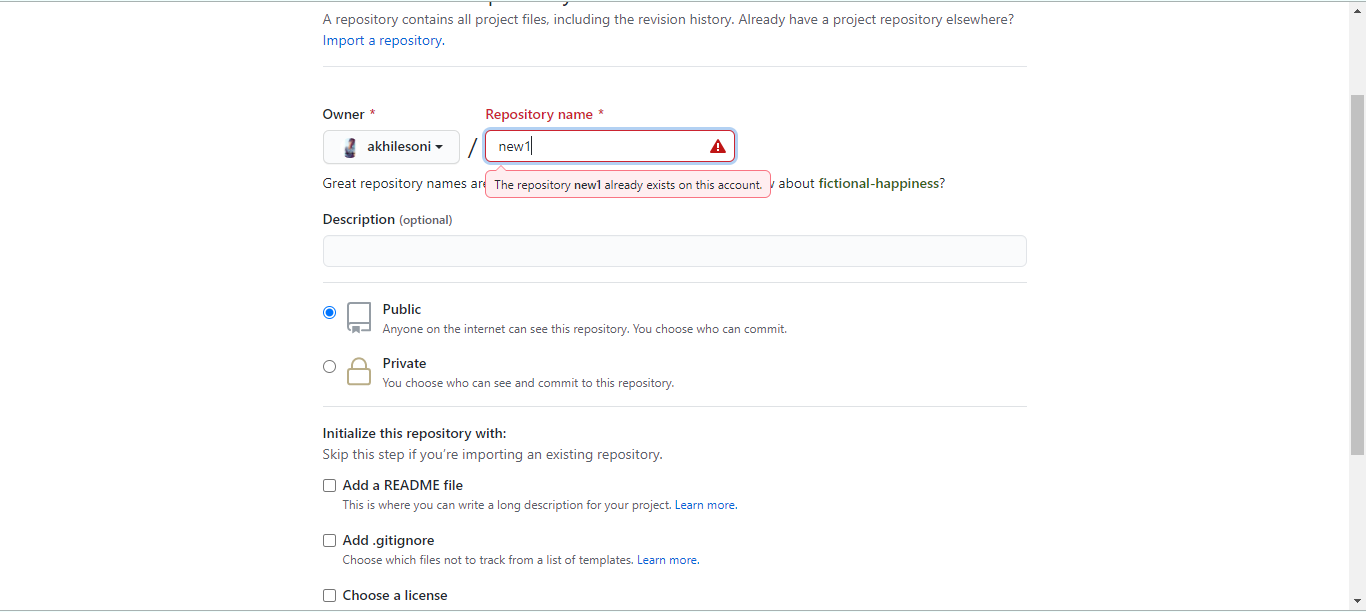 A repository contains all project files, including the revision history. Already have a project repository elsewhere?
Import a repository.
Owner *
Repository name *
akhilesoni
/
new1
Great repository names are
The repository new1 already exists on this account.
about fictional-happiness?
Description (optional)
Public
Anyone on the internet can see this repository. You choose who can commit.
Private
You choose who can see and commit to this repository.
Initialize this repository with:
Skip this step if you're importing an existing repository.
Add a README file
This is where you can write a long description for your project. Learn more.
Add .gitignore
Choose which files not to track from a list of templates. Learn more.
Choose a license